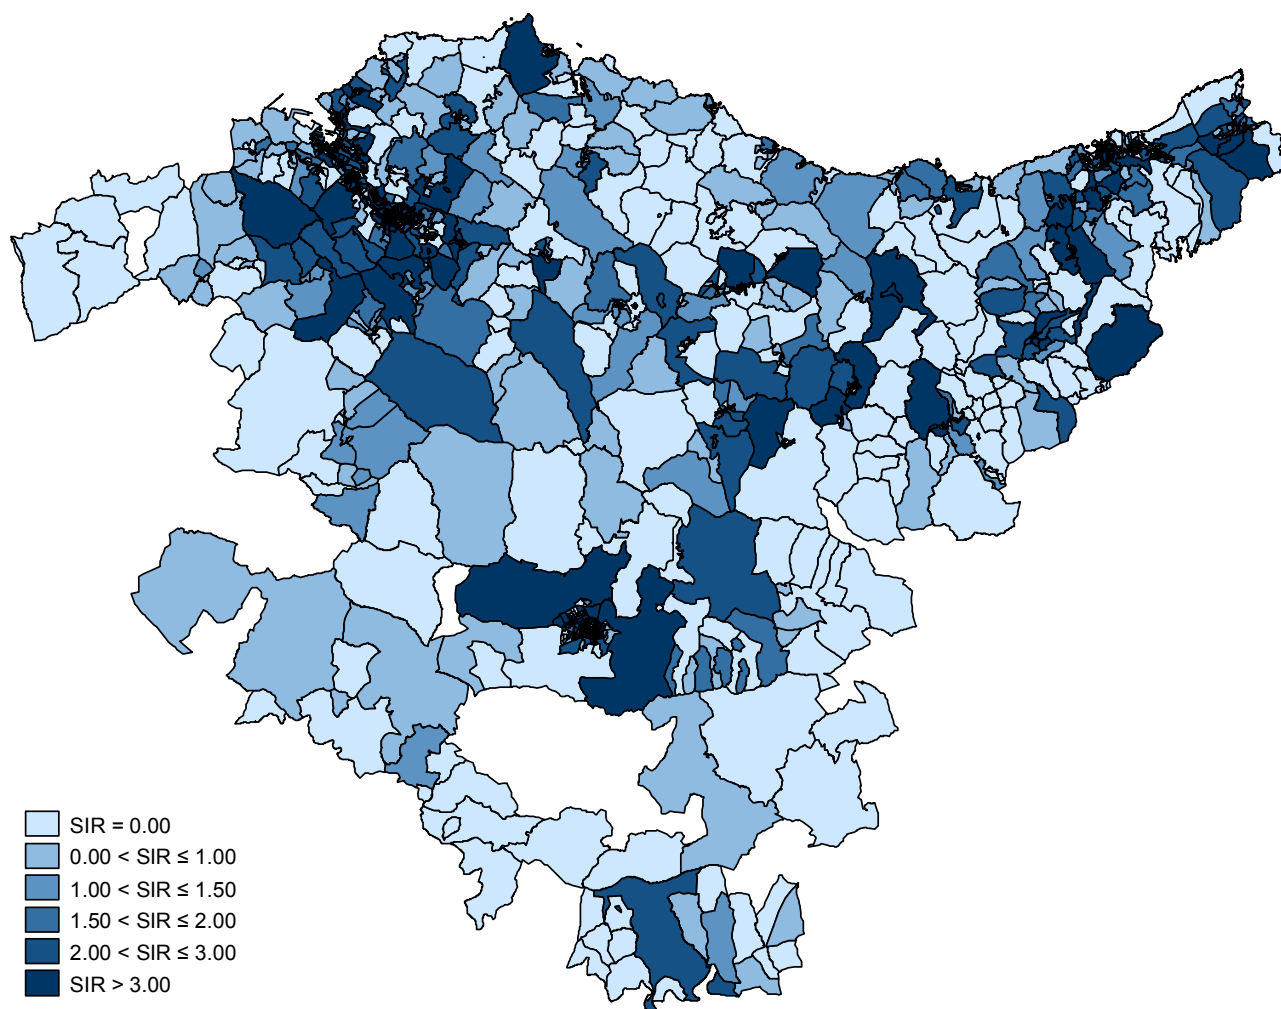 SIR = 0.00
0.00 < SIR ≤ 1.00
1.00 < SIR ≤ 1.50
1.50 < SIR ≤ 2.00
2.00 < SIR ≤ 3.00
SIR > 3.00